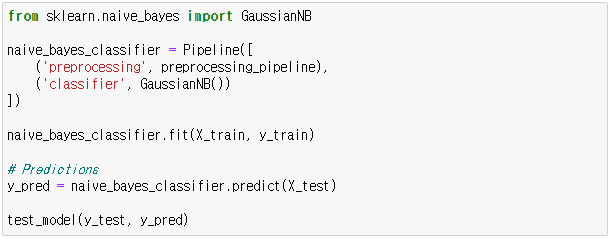 from sklearn.naive_bayes import GaussianNB
naive_bayes_classifier = Pipeline([
    ('preprocessing', preprocessing_pipeline),
    ('classifier', GaussianNB())
])
naive_bayes_classifier.fit(X_train, y_train)
# Predictions
y_pred = naive_bayes_classifier.predict(X_test)
test_model(y_test, y_pred)